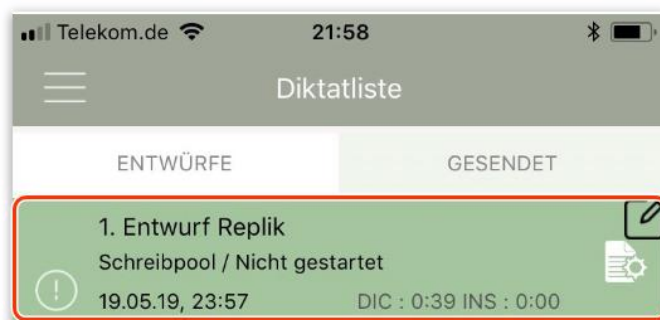 Telekom.de 21:58
Diktatliste
ENTWÜRFE GESENDET
1. Entwurf Replik
Schreibpool / Nicht gestartet
19.05.19, 23:57 DIC : 0:39 INS : 0:00